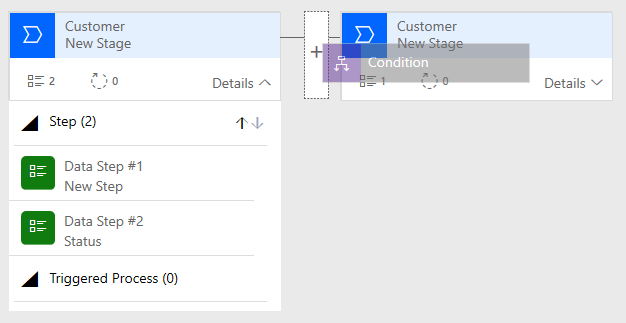 Customer
New Stage
2
0
Details
Step (2)
Data Step #1
New Step
Data Step #2
Status
Triggered Process (0)
+
Customer
New Stage
Condition
1
0
Details